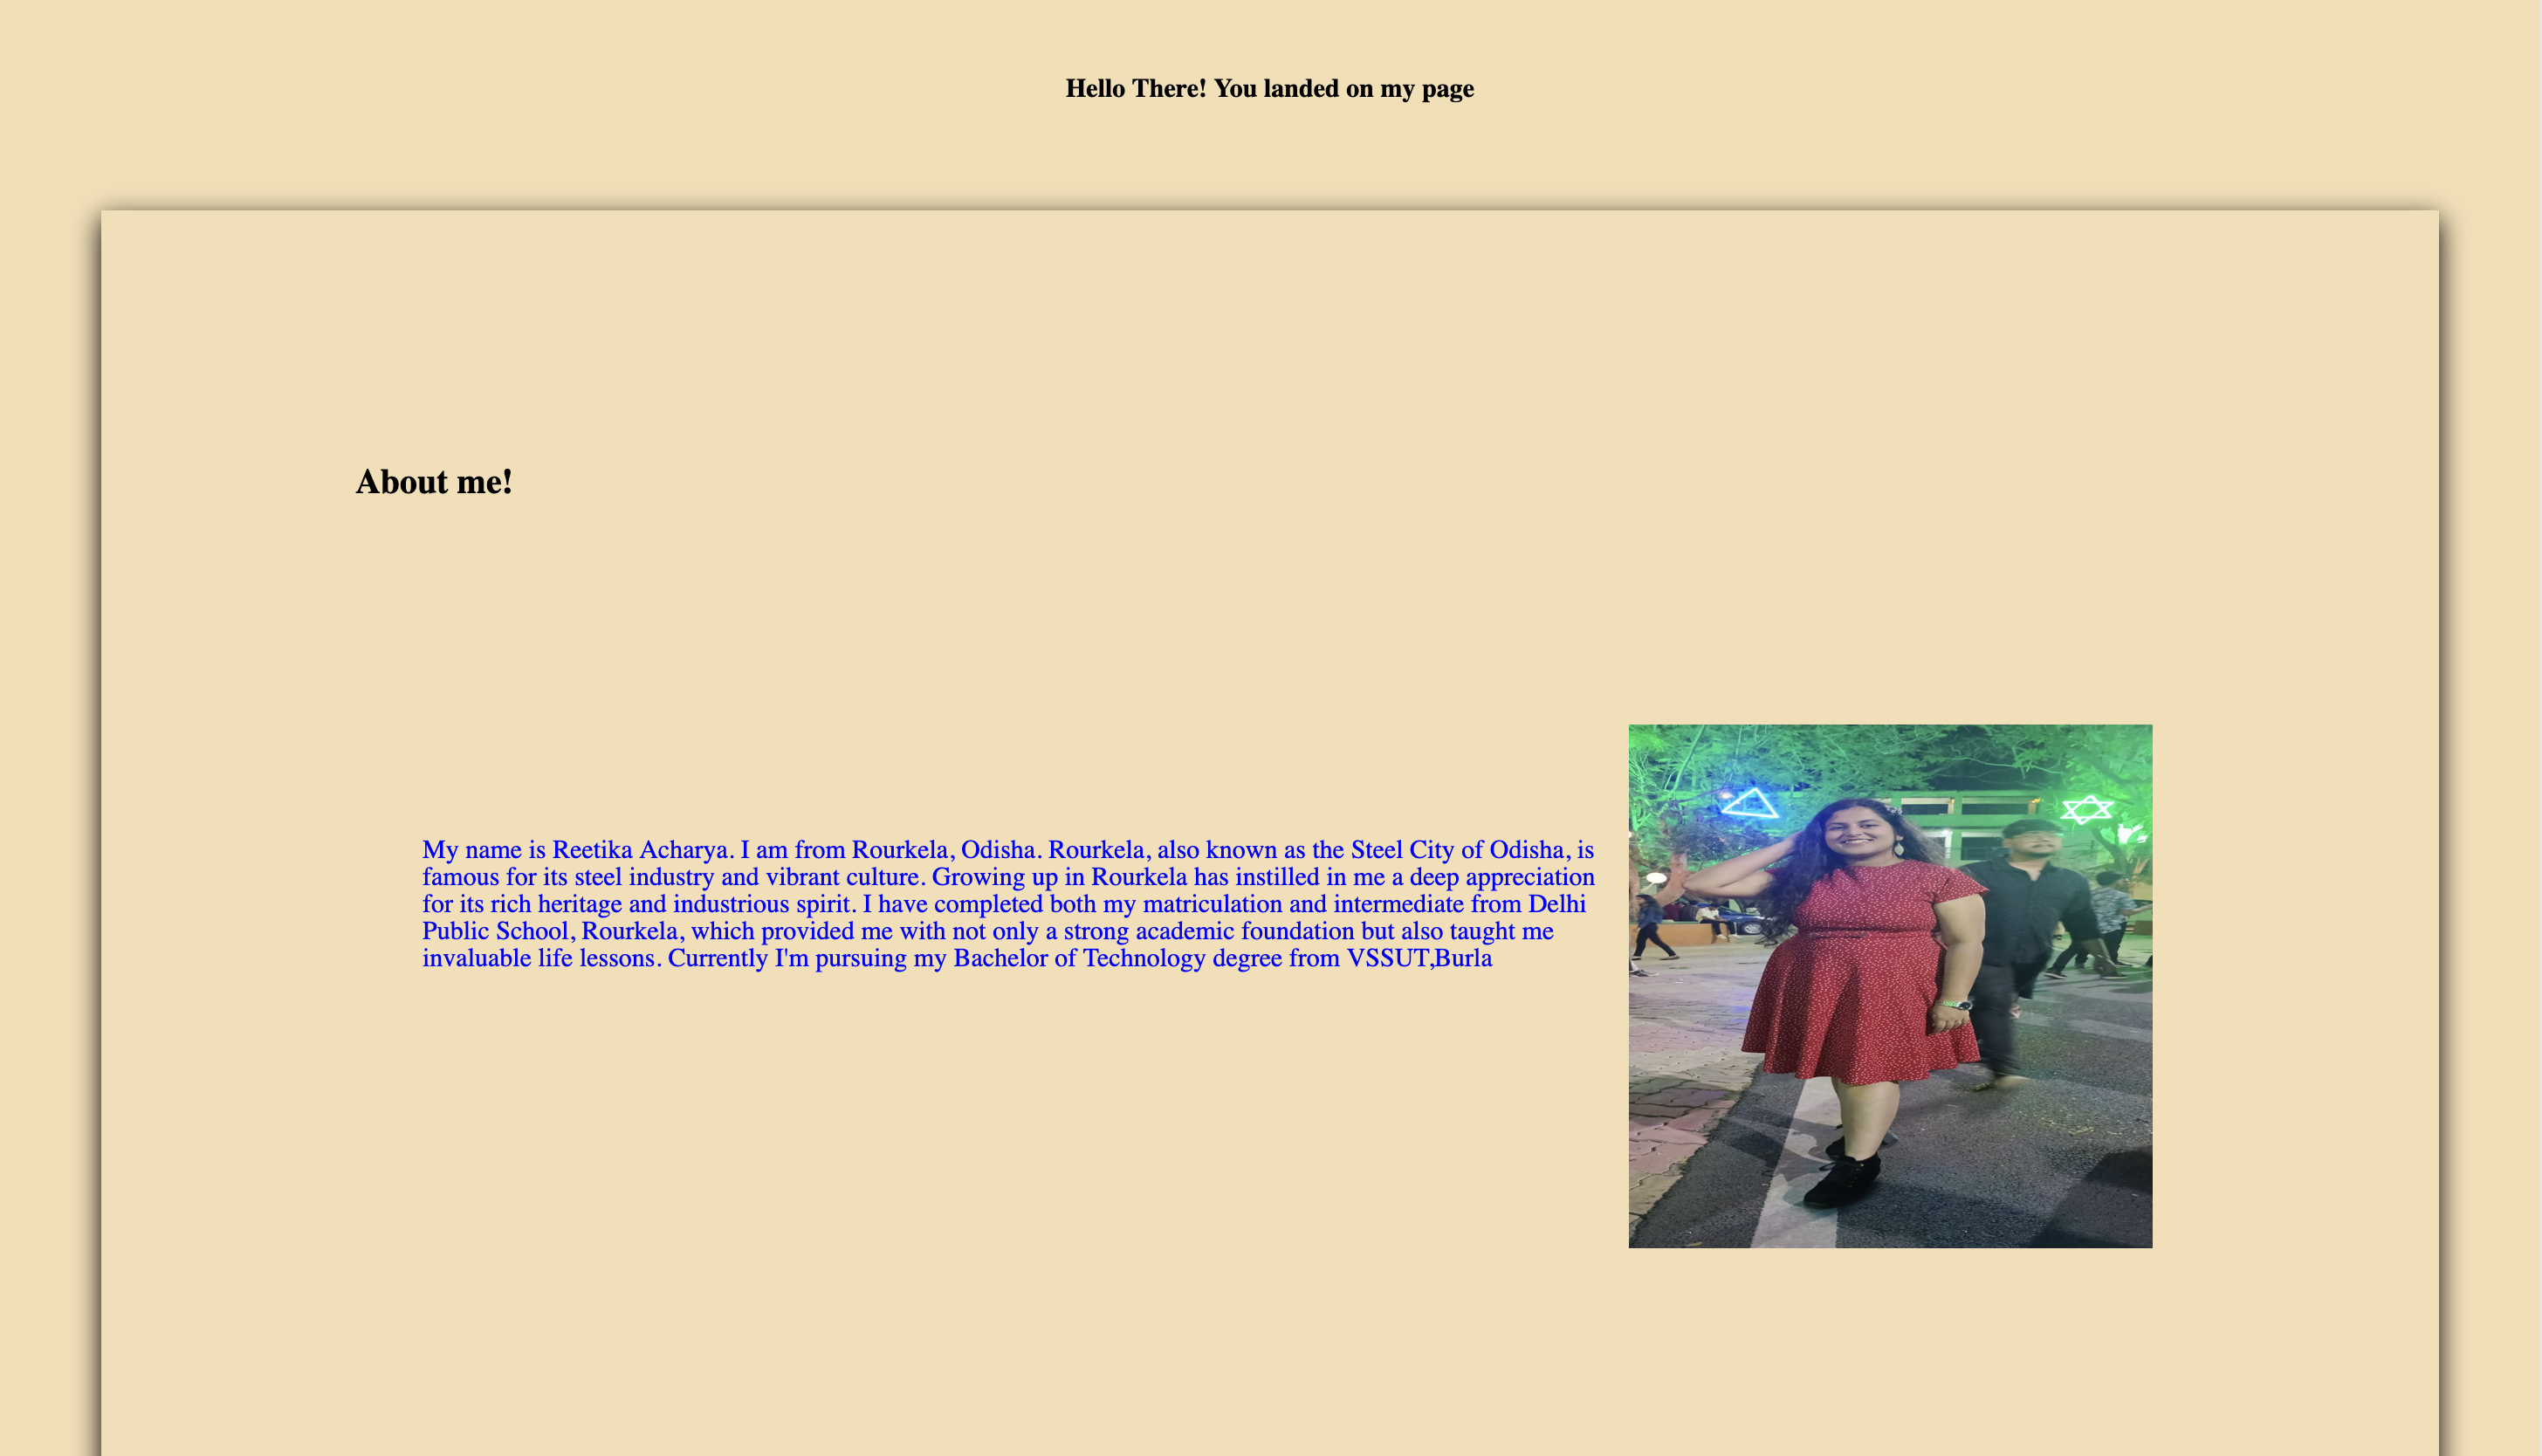 Hello There! You landed on my page
About me!
My name is Reetika Acharya. I am from Rourkela, Odisha. Rourkela, also known as the Steel City of Odisha, is
famous for its steel industry and vibrant culture. Growing up in Rourkela has instilled in me a deep appreciation
for its rich heritage and industrious spirit. I have completed both my matriculation and intermediate from Delhi
Public School, Rourkela, which provided me with not only a strong academic foundation but also taught me
invaluable life lessons. Currently I'm pursuing my Bachelor of Technology degree from VSSUT,Burla